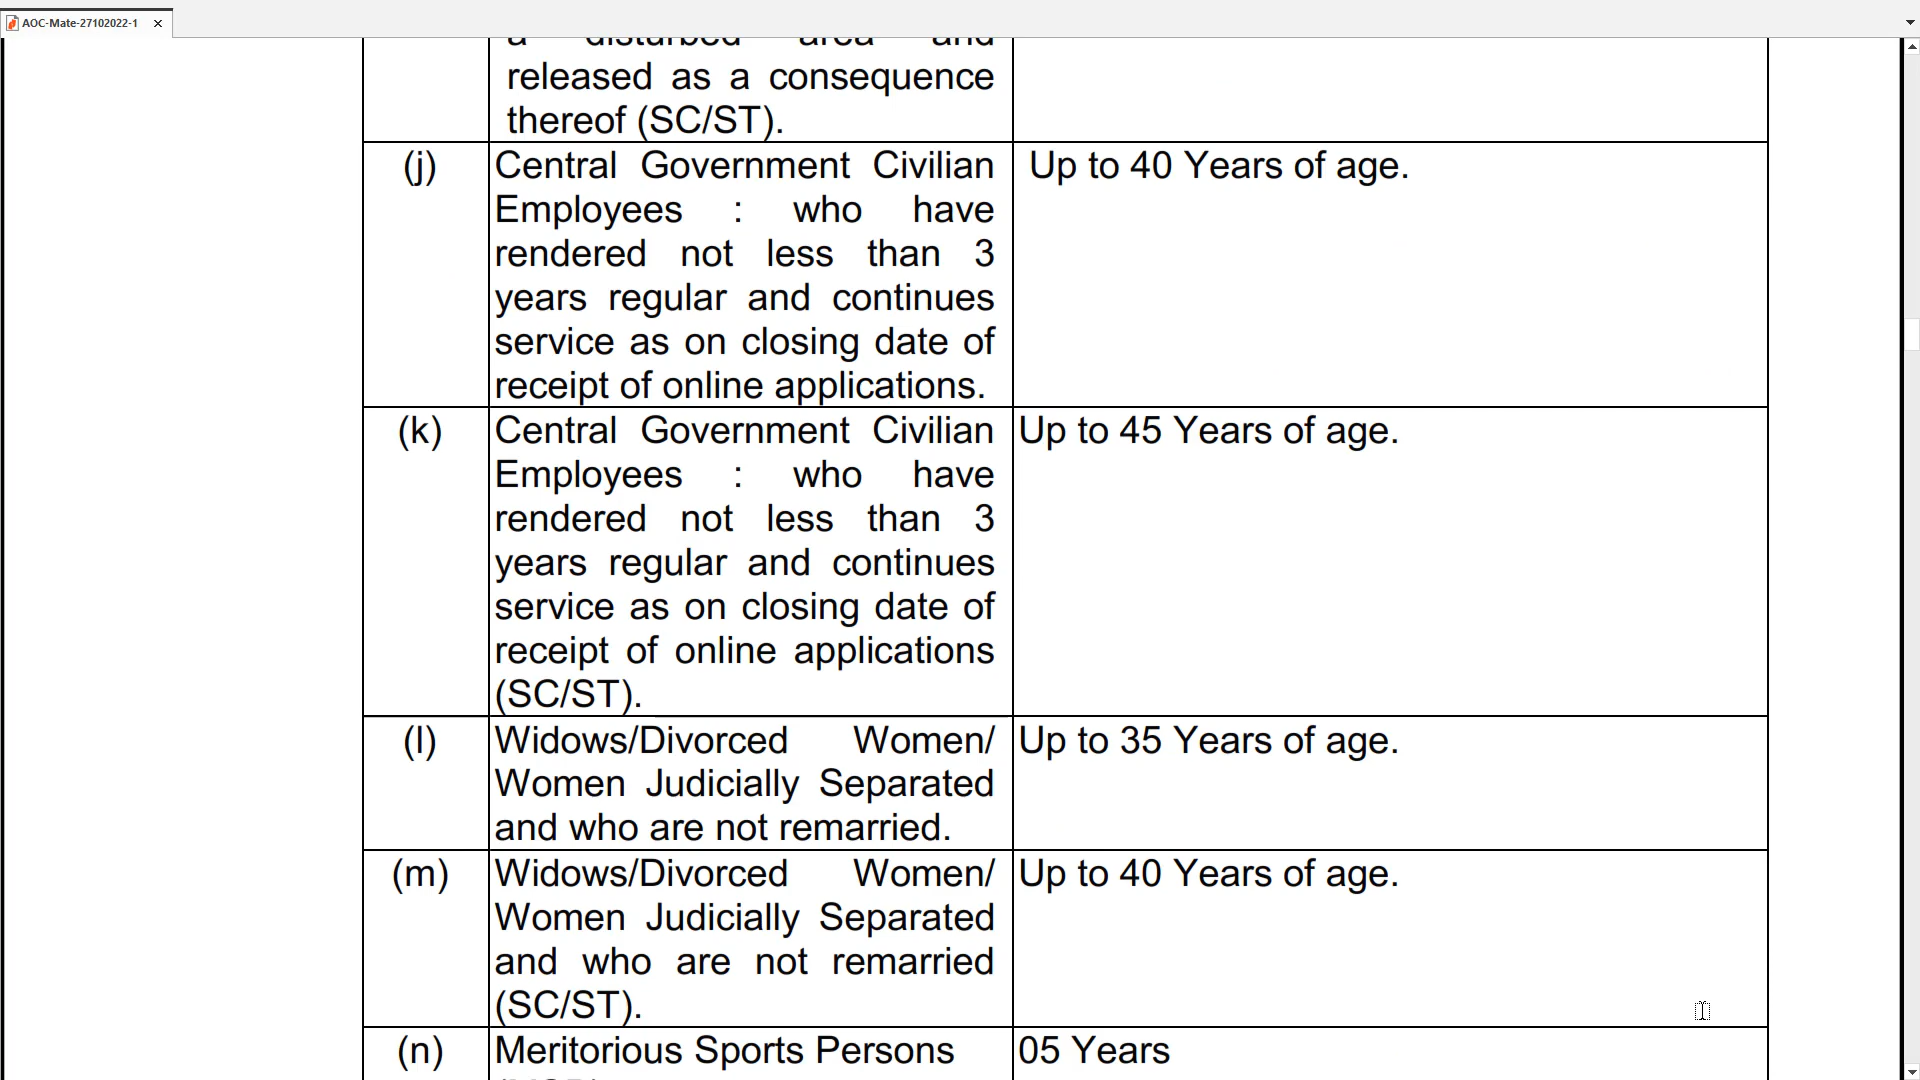 AOC-Mate-27102022-1
a disturbed area and
released as a consequence
thereof (SC/ST).
(j) Central Government Civilian Up to 40 Years of age.
Employees : who have
rendered not less than 3
years regular and continues
service as on closing date of
receipt of online applications.
(k) Central Government Civilian Up to 45 Years of age.
Employees : who have
rendered not less than 3
years regular and continues
service as on closing date of
receipt of online applications
(SC/ST).
(l) Widows/Divorced Women/ Up to 35 Years of age.
Women Judicially Separated
and who are not remarried.
(m) Widows/Divorced Women/ Up to 40 Years of age.
Women Judicially Separated
and who are not remarried
(SC/ST).
(n) Meritorious Sports Persons 05 Years